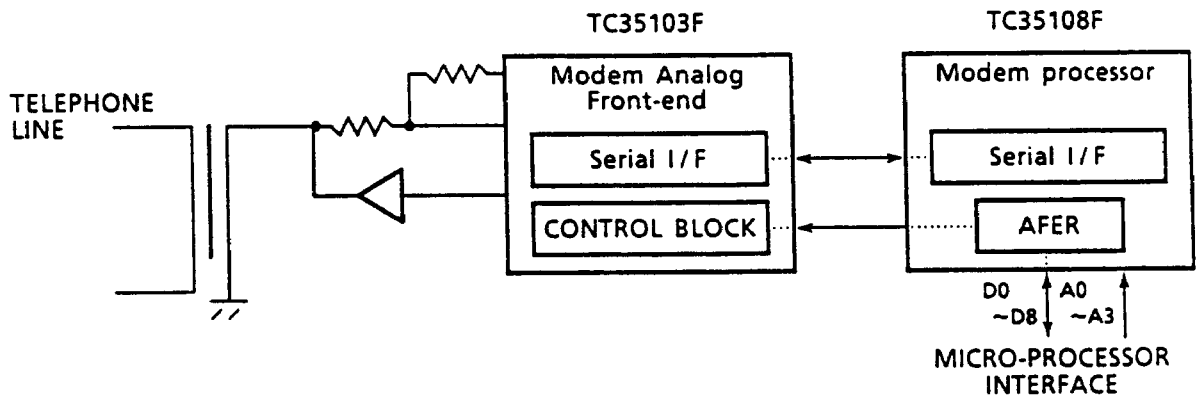 TC35103F
TC35108F
TELEPHONE
LINE
Modem Analog
Front-end
Serial I/F
CONTROL BLOCK
Modem processor
Serial I/F
AFER
D0
~D8
A0
~A3
MICRO-PROCESSOR
INTERFACE